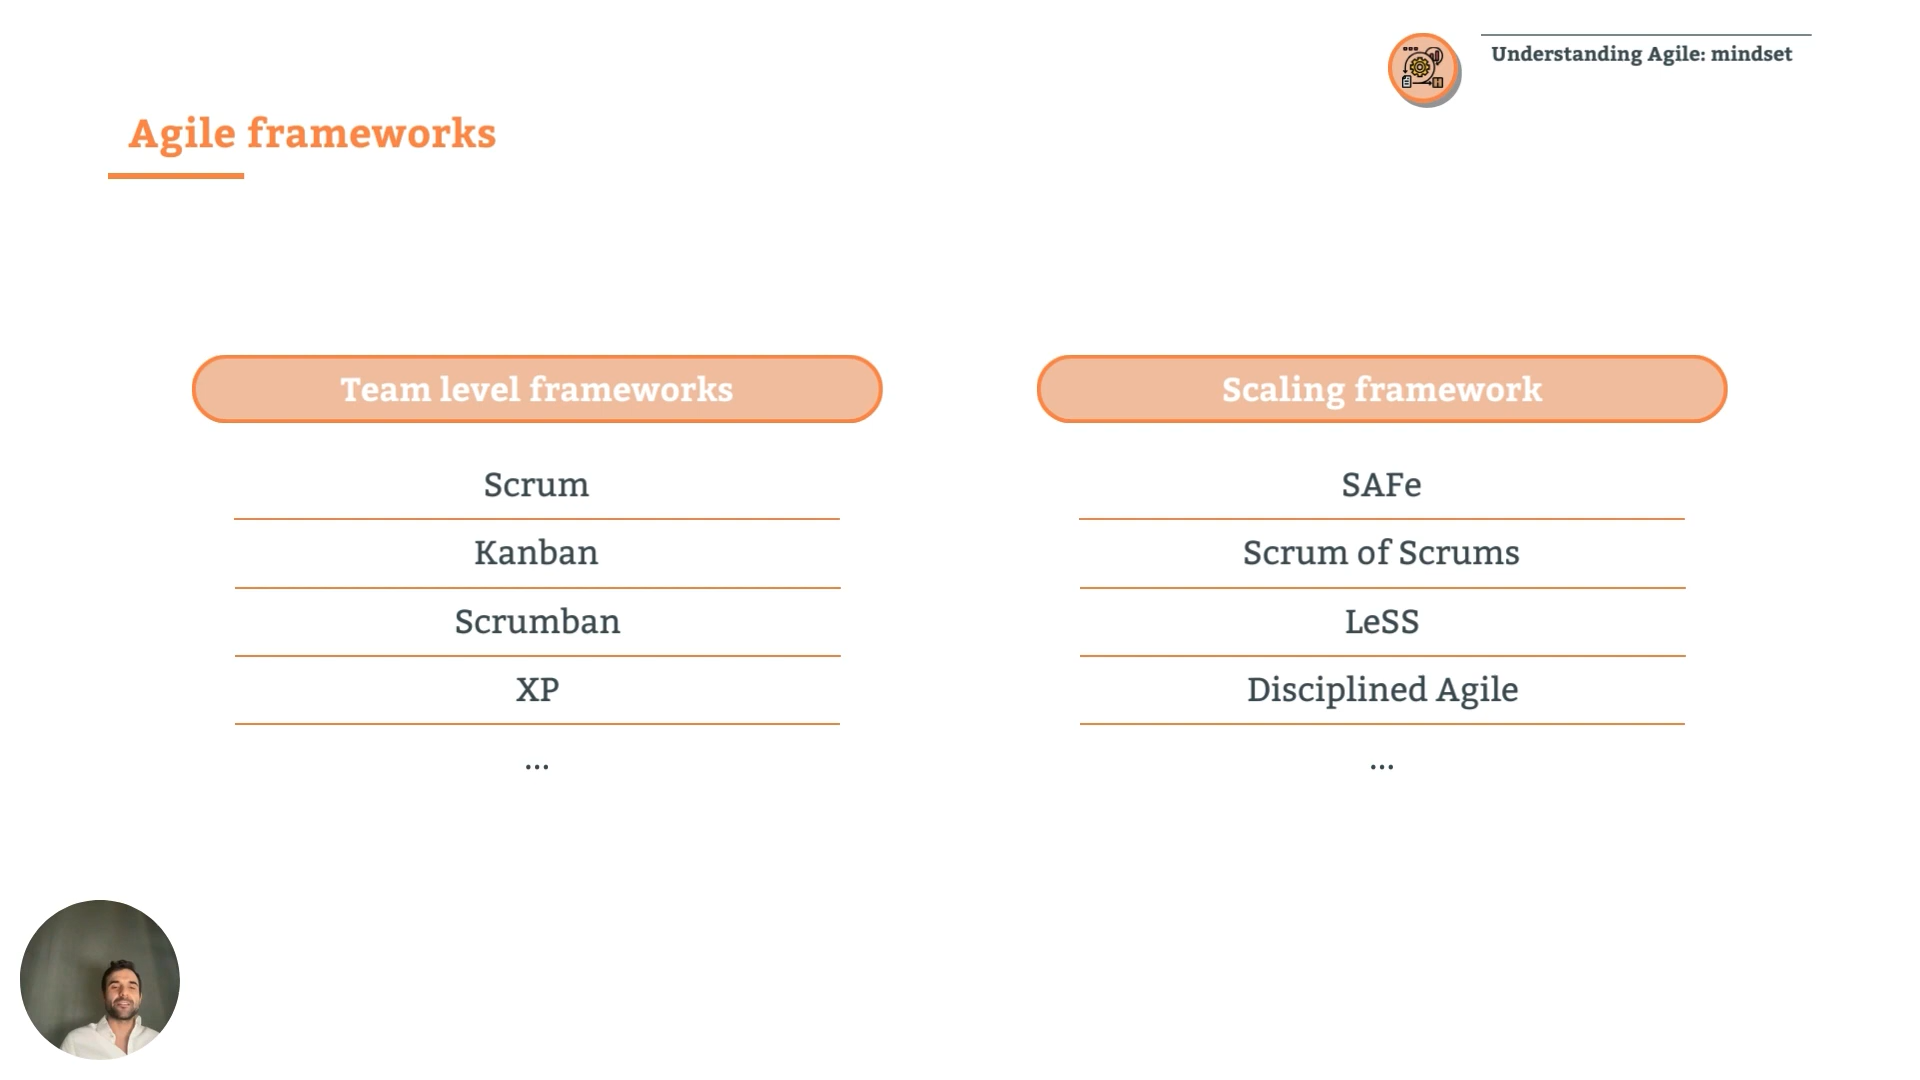 Understanding Agile: mindset
Agile frameworks
Team level frameworks
Scrum
Kanban
Scrumban
XP
...
Scaling framework
SAFe
Scrum of Scrums
LeSS
Disciplined Agile
...